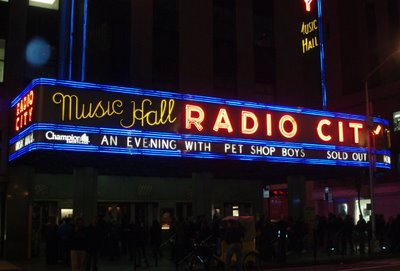 MUSIC
HALL
RADIO
CITY
Music Hall RADIO CITY
Champion AN EVENING WITH PET SHOP BOYS SOLD OUT